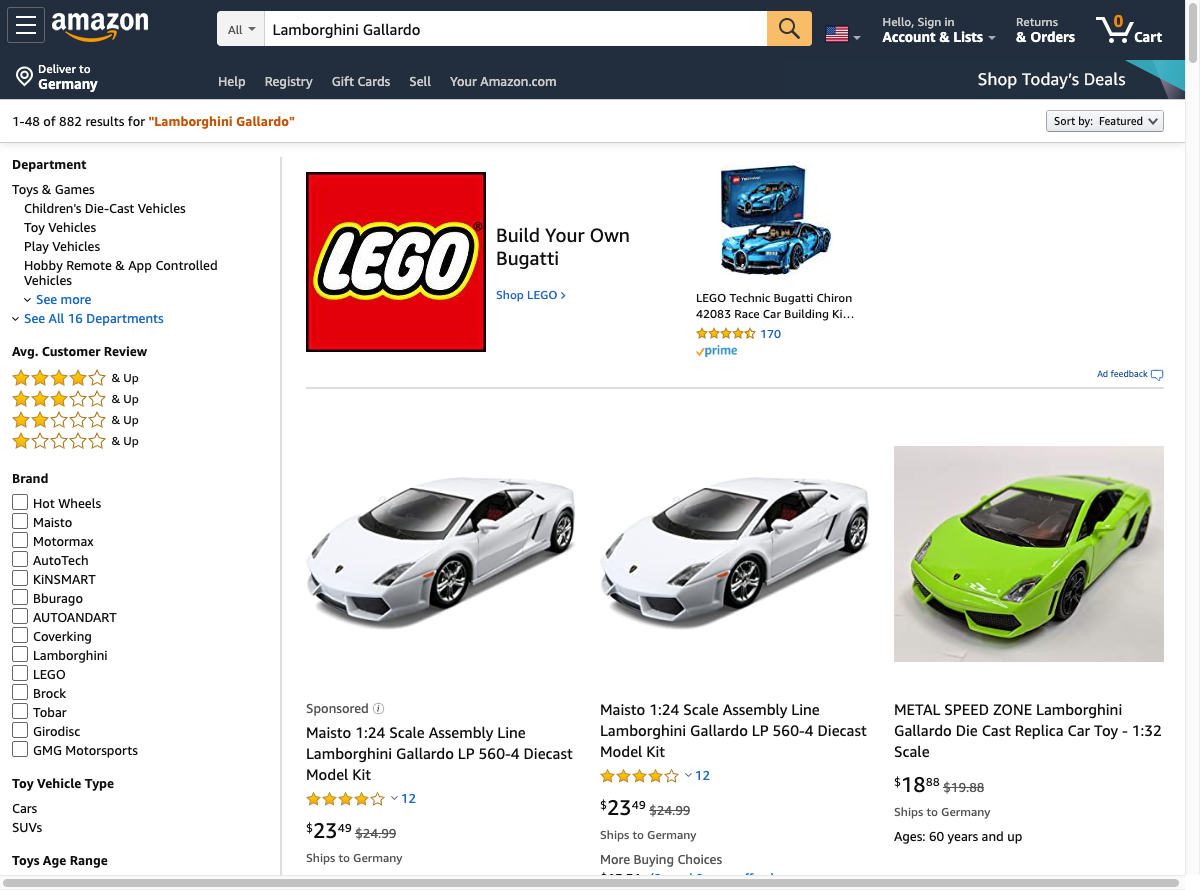 amazon
All
Lamborghini Gallardo
Hello, Sign in
Account & Lists
Returns
& Orders
0
Cart
Deliver to
Germany
Help
Registry
Gift Cards
Sell
Your Amazon.com
Shop Today's Deals
1-48 of 882 results for "Lamborghini Gallardo"
Sort by: Featured
Department
Toys & Games
Children's Die-Cast Vehicles
Toy Vehicles
Play Vehicles
Hobby Remote & App Controlled
Vehicles
See more
See All 16 Departments
Avg. Customer Review
& Up
& Up
& Up
& Up
Brand
Hot Wheels
Maisto
Motormax
AutoTech
KiNSMART
Bburago
AUTOANDART
Coverking
Lamborghini
LEGO
Brock
Tobar
Girodisc
GMG Motorsports
Toy Vehicle Type
Cars
SUVs
Toys Age Range
LEGO®
Build Your Own
Bugatti
Shop LEGO ›
LEGO Technic Bugatti Chiron
42083 Race Car Building Ki…
170
prime
Ad feedback
Sponsored
Maisto 1:24 Scale Assembly Line
Lamborghini Gallardo LP 560-4 Diecast
Model Kit
12
$23 49 $24.99
Ships to Germany
Maisto 1:24 Scale Assembly Line
Lamborghini Gallardo LP 560-4 Diecast
Model Kit
12
$23 49 $24.99
Ships to Germany
More Buying Choices
METAL SPEED ZONE Lamborghini
Gallardo Die Cast Replica Car Toy - 1:32
Scale
$18 88 $19.88
Ships to Germany
Ages: 60 years and up